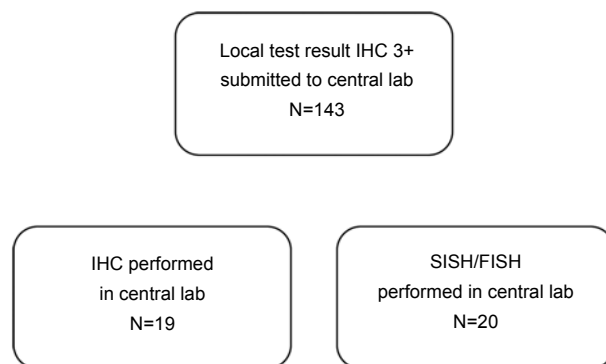 Local test result IHC 3+
submitted to central lab
N=143
IHC performed
in central lab
N=19
SISH/FISH
performed in central lab
N=20